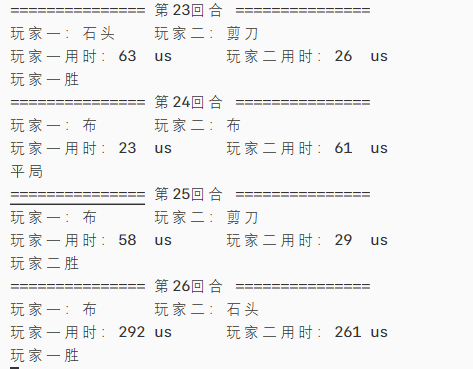 =============== 第23回合 ===============
玩家一：石头 玩家二：剪刀
玩家一用时：63 us 玩家二用时：26 us
玩家一胜
=============== 第24回合 ===============
玩家一：布 玩家二：布
玩家一用时：23 us 玩家二用时：61 us
平局
=============== 第25回合 ===============
玩家一：布 玩家二：剪刀
玩家一用时：58 us 玩家二用时：29 us
玩家二胜
=============== 第26回合 ===============
玩家一：布 玩家二：石头
玩家一用时：292 us 玩家二用时：261 us
玩家一胜